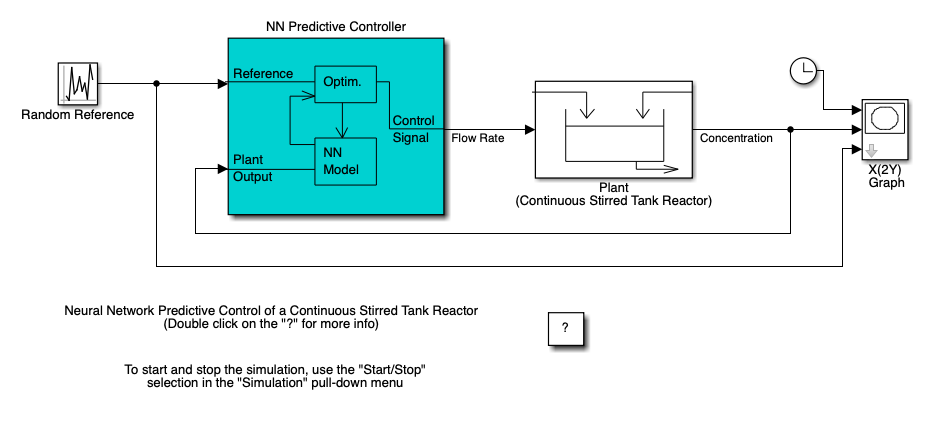 NN Predictive Controller
Reference
Optim.
Random Reference
Control
Signal
Flow Rate
Concentration
NN
Model
Plant
Output
X(2Y)
Graph
Plant
(Continuous Stirred Tank Reactor)
Neural Network Predictive Control of a Continuous Stirred Tank Reactor
(Double click on the "?" for more info)
?
To start and stop the simulation, use the "Start/Stop"
selection in the "Simulation" pull-down menu